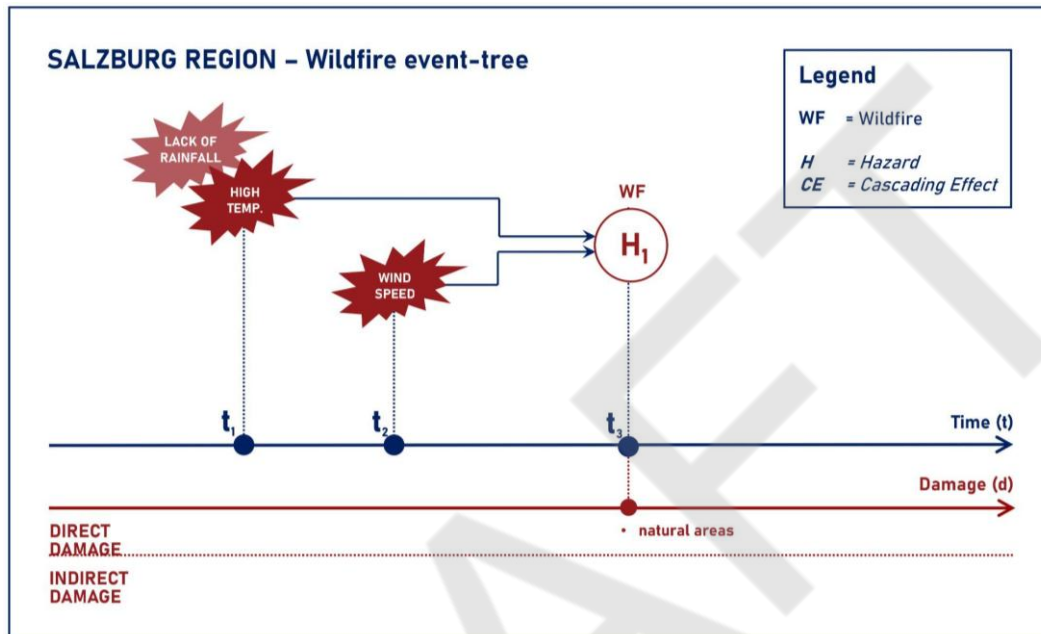 SALZBURG REGION – Wildfire event-tree
Legend
WF = Wildfire
H = Hazard
CE = Cascading Effect
LACK OF
RAINFALL
HIGH
TEMP.
WF
H1
WIND
SPEED
t1
t2
t3
Time (t)
Damage (d)
• natural areas
DIRECT
DAMAGE
INDIRECT
DAMAGE